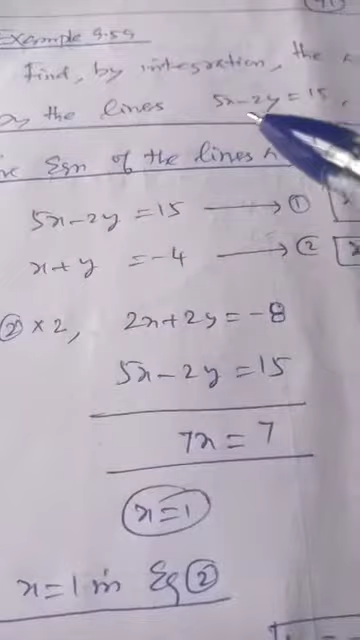 Example 9.59
Find, by integration, the
by the lines 5x-2y=15,
Eqn of the lines
5x-2y=15 → ①
x+y =-4 → ②
② × 2, 2x+2y=-8
5x-2y=15
7x=7
x=1
x=1 in Eq ②